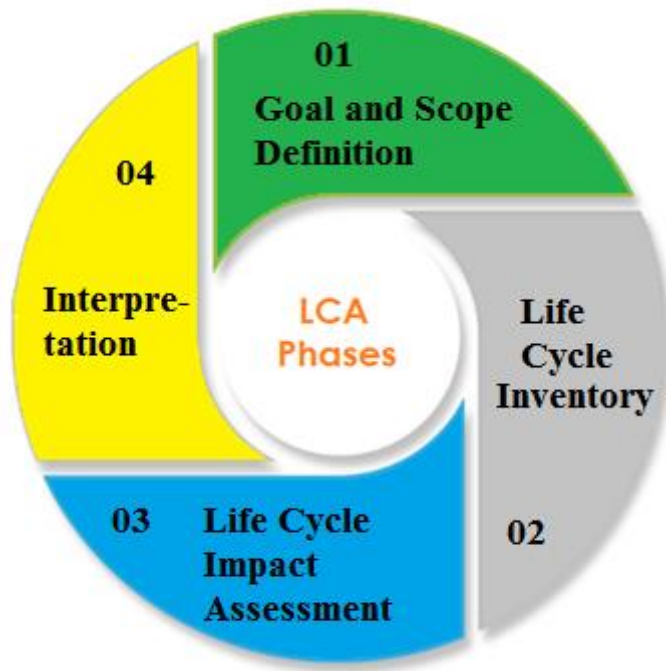 01
Goal and Scope
Definition
04
Interpre-
tation
LCA
Phases
Life
Cycle
Inventory
02
03
Life Cycle
Impact
Assessment